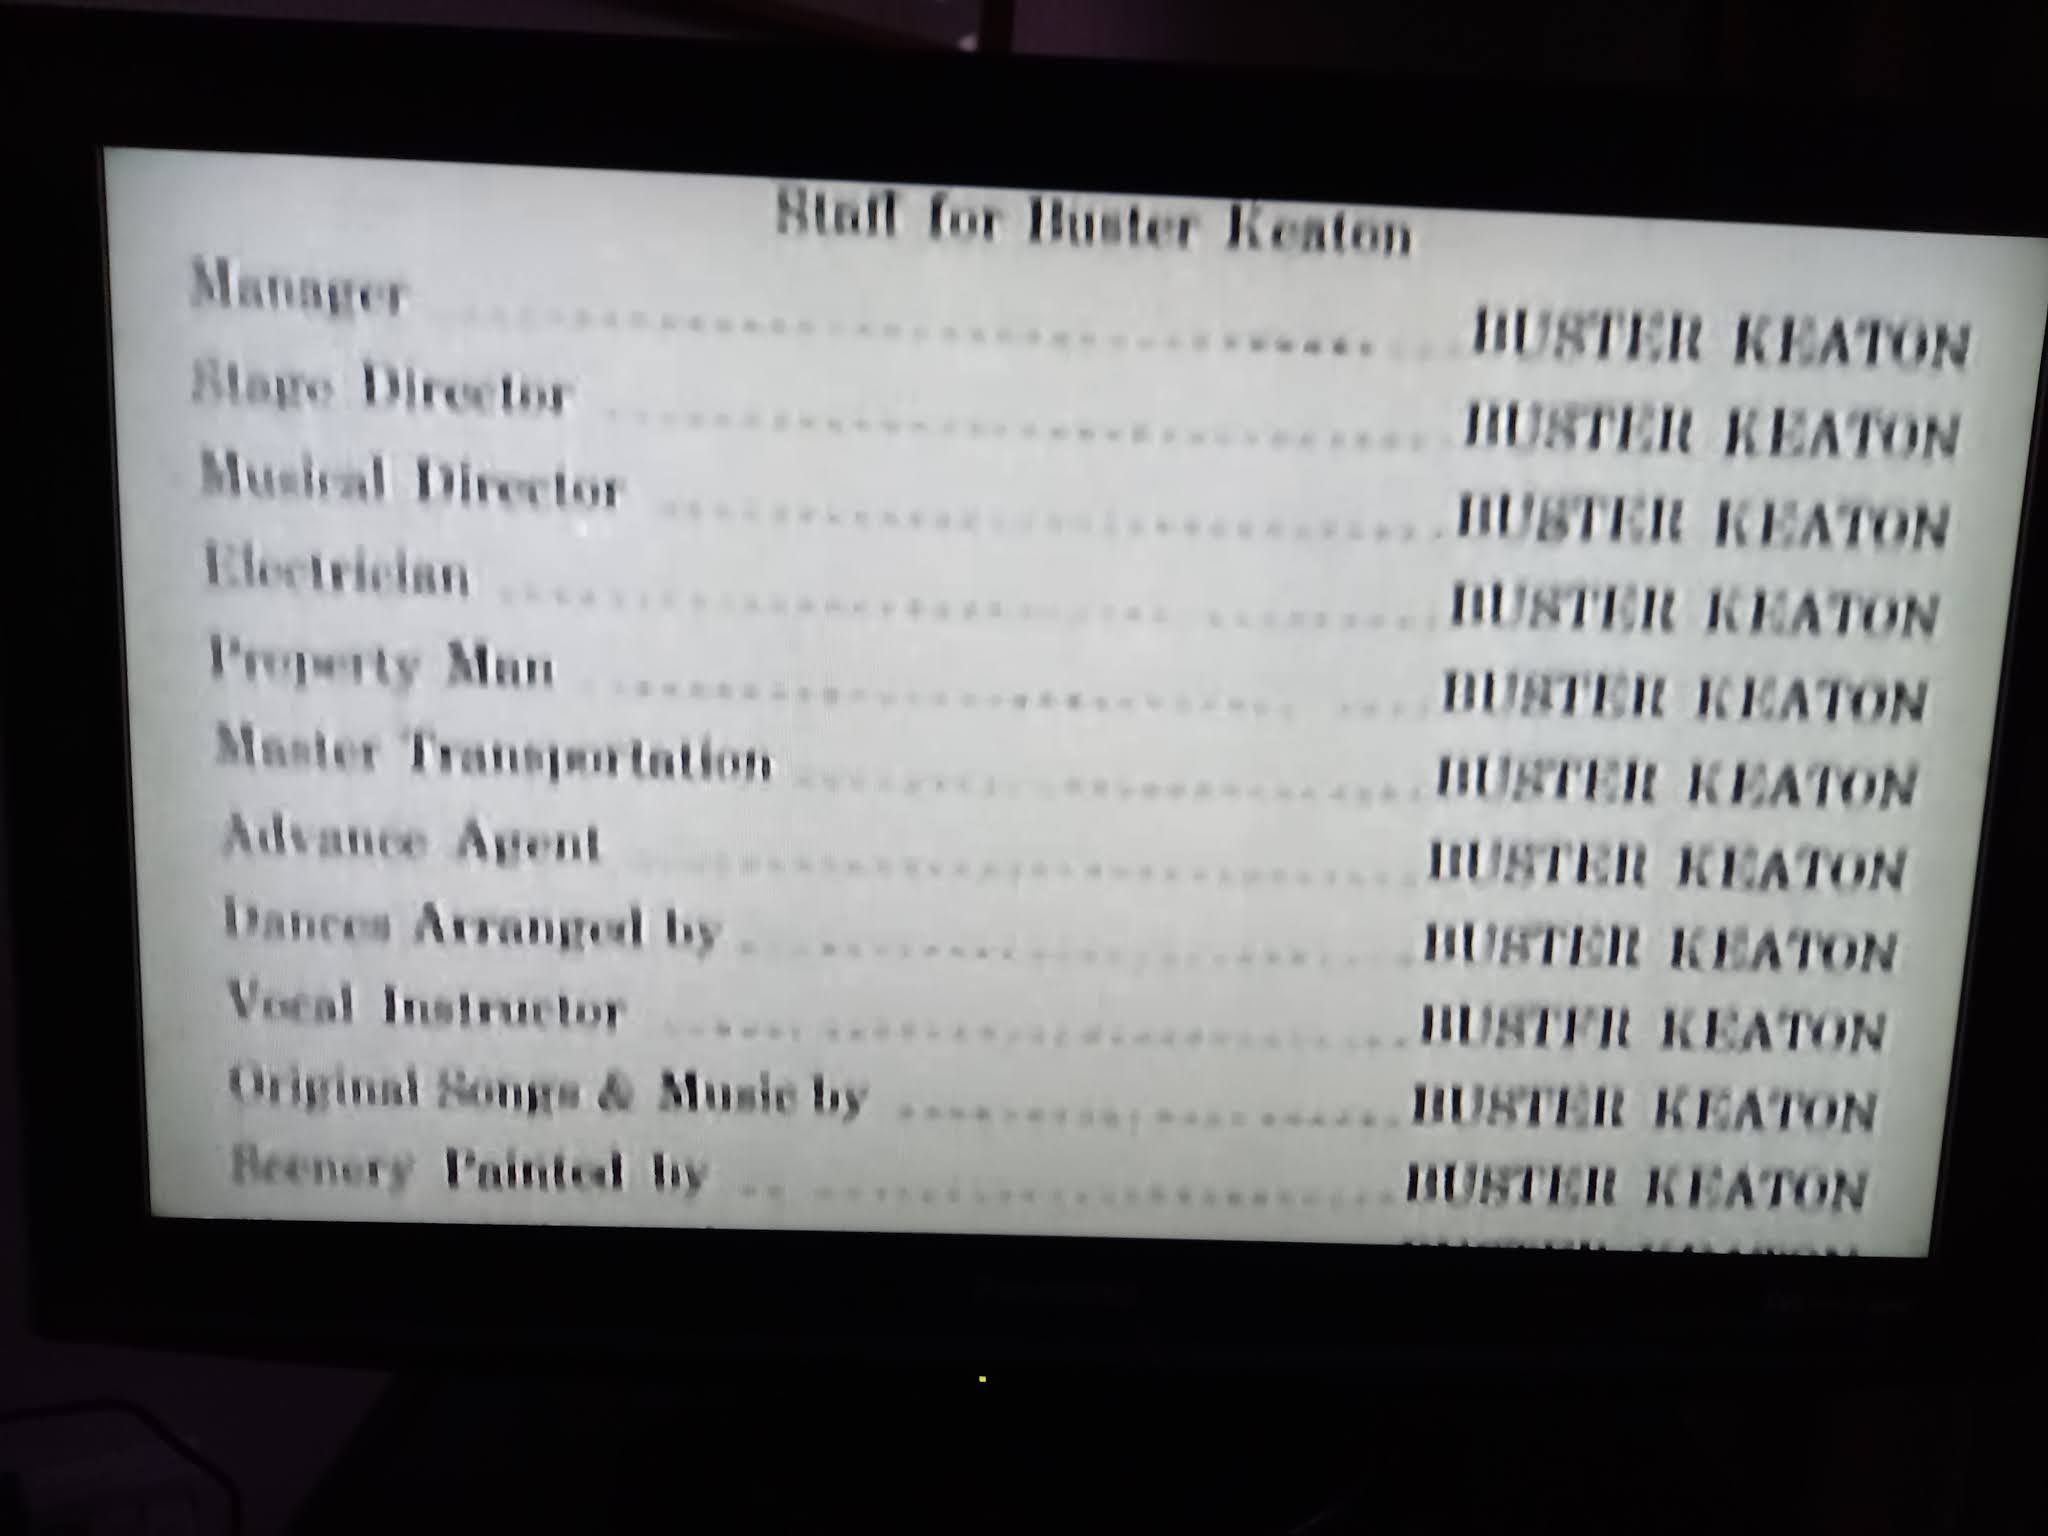 Staff for Buster Keaton
Manager ........................ BUSTER KEATON
Stage Director ........................ BUSTER KEATON
Musical Director ........................ BUSTER KEATON
Electrician ........................ BUSTER KEATON
Property Man ........................ BUSTER KEATON
Master Transportation ........................ BUSTER KEATON
Advance Agent ........................ BUSTER KEATON
Dances Arranged by ........................ BUSTER KEATON
Vocal Instructor ........................ BUSTER KEATON
Original Songs & Music by ........................ BUSTER KEATON
Scenery Painted by ........................ BUSTER KEATON